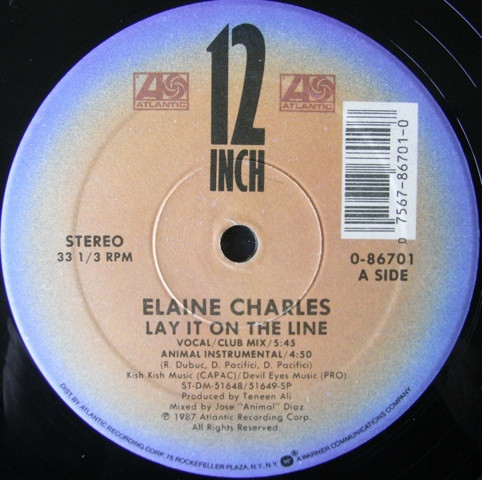 12
INCH
ATLANTIC
ATLANTIC
0 7567-86701-0
STEREO
33 1/3 RPM
0-86701
A SIDE
ELAINE CHARLES
LAY IT ON THE LINE
VOCAL/CLUB MIX/5:45
ANIMAL INSTRUMENTAL/4:50
(R. Dubuc, D. Pacifici, D. Pacifici)
Kish Kish Music (CAPAC)/Devil Eyes Music (PRO)
ST-DM-51648/51649-SP
Produced by Teneen Ali
Mixed by Jose "Animal" Diaz
℗ 1987 Atlantic Recording Corp.
All Rights Reserved.
DIST. BY ATLANTIC RECORDING CORP. 75 ROCKEFELLER PLAZA, N.Y. N.Y. A WARNER COMMUNICATIONS COMPANY